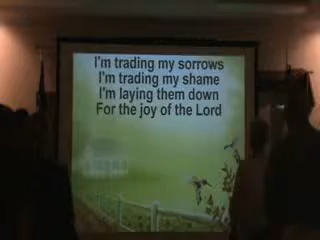 I'm trading my sorrows
I'm trading my shame
I'm laying them down
For the joy of the Lord